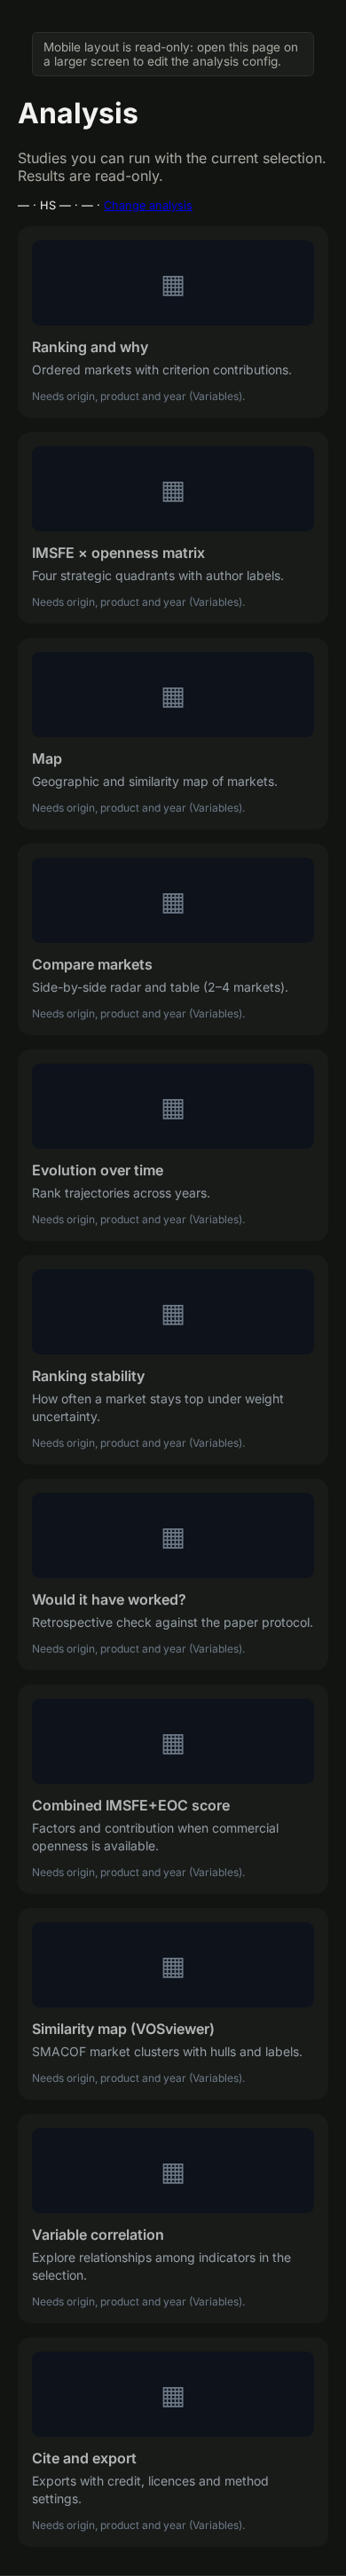 Mobile layout is read-only: open this page on
a larger screen to edit the analysis config.
Analysis
Studies you can run with the current selection.
Results are read-only.
— · HS — · — · Change analysis
Ranking and why
Ordered markets with criterion contributions.
Needs origin, product and year (Variables).
IMSFE × openness matrix
Four strategic quadrants with author labels.
Needs origin, product and year (Variables).
Map
Geographic and similarity map of markets.
Needs origin, product and year (Variables).
Compare markets
Side-by-side radar and table (2–4 markets).
Needs origin, product and year (Variables).
Evolution over time
Rank trajectories across years.
Needs origin, product and year (Variables).
Ranking stability
How often a market stays top under weight
uncertainty.
Needs origin, product and year (Variables).
Would it have worked?
Retrospective check against the paper protocol.
Needs origin, product and year (Variables).
Combined IMSFE+EOC score
Factors and contribution when commercial
openness is available.
Needs origin, product and year (Variables).
Similarity map (VOSviewer)
SMACOF market clusters with hulls and labels.
Needs origin, product and year (Variables).
Variable correlation
Explore relationships among indicators in the
selection.
Needs origin, product and year (Variables).
Cite and export
Exports with credit, licences and method
settings.
Needs origin, product and year (Variables).